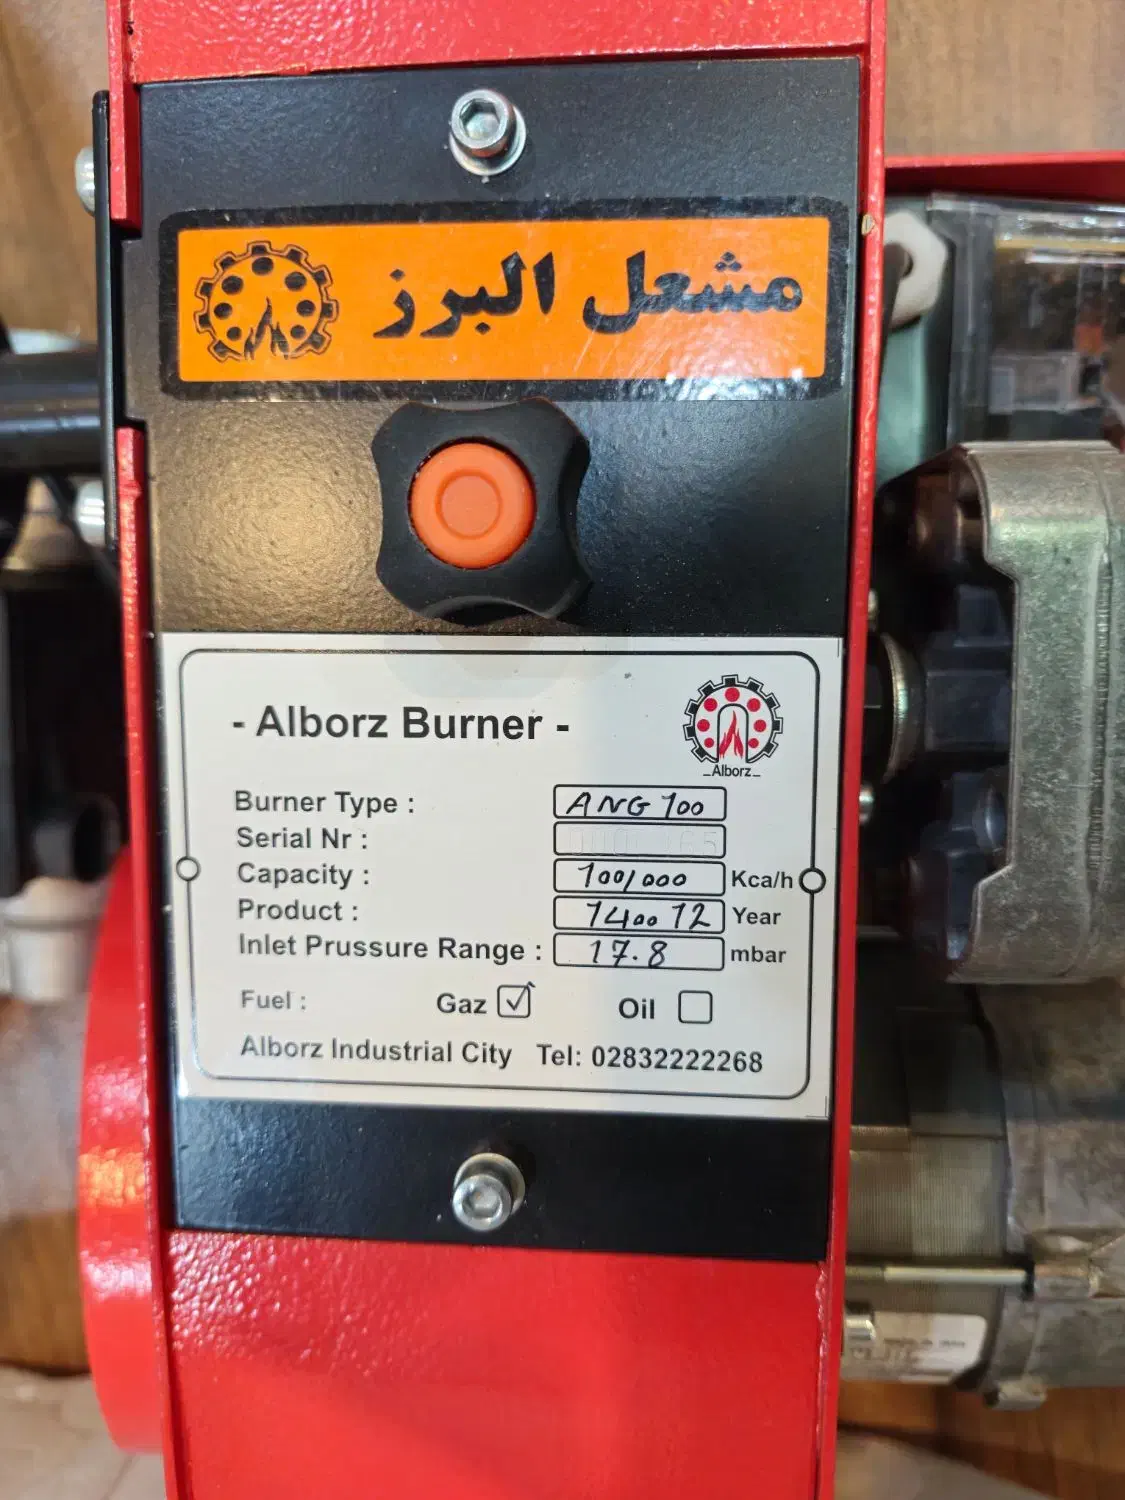 مشعل البرز
- Alborz Burner -
_Alborz_
Burner Type : ANG 100
Serial Nr :
Capacity : 100/000 Kca/h
Product : 1400 12 Year
Inlet Prussure Range : 17.8 mbar
Fuel : Gaz ✓ Oil
Alborz Industrial City Tel: 02832222268